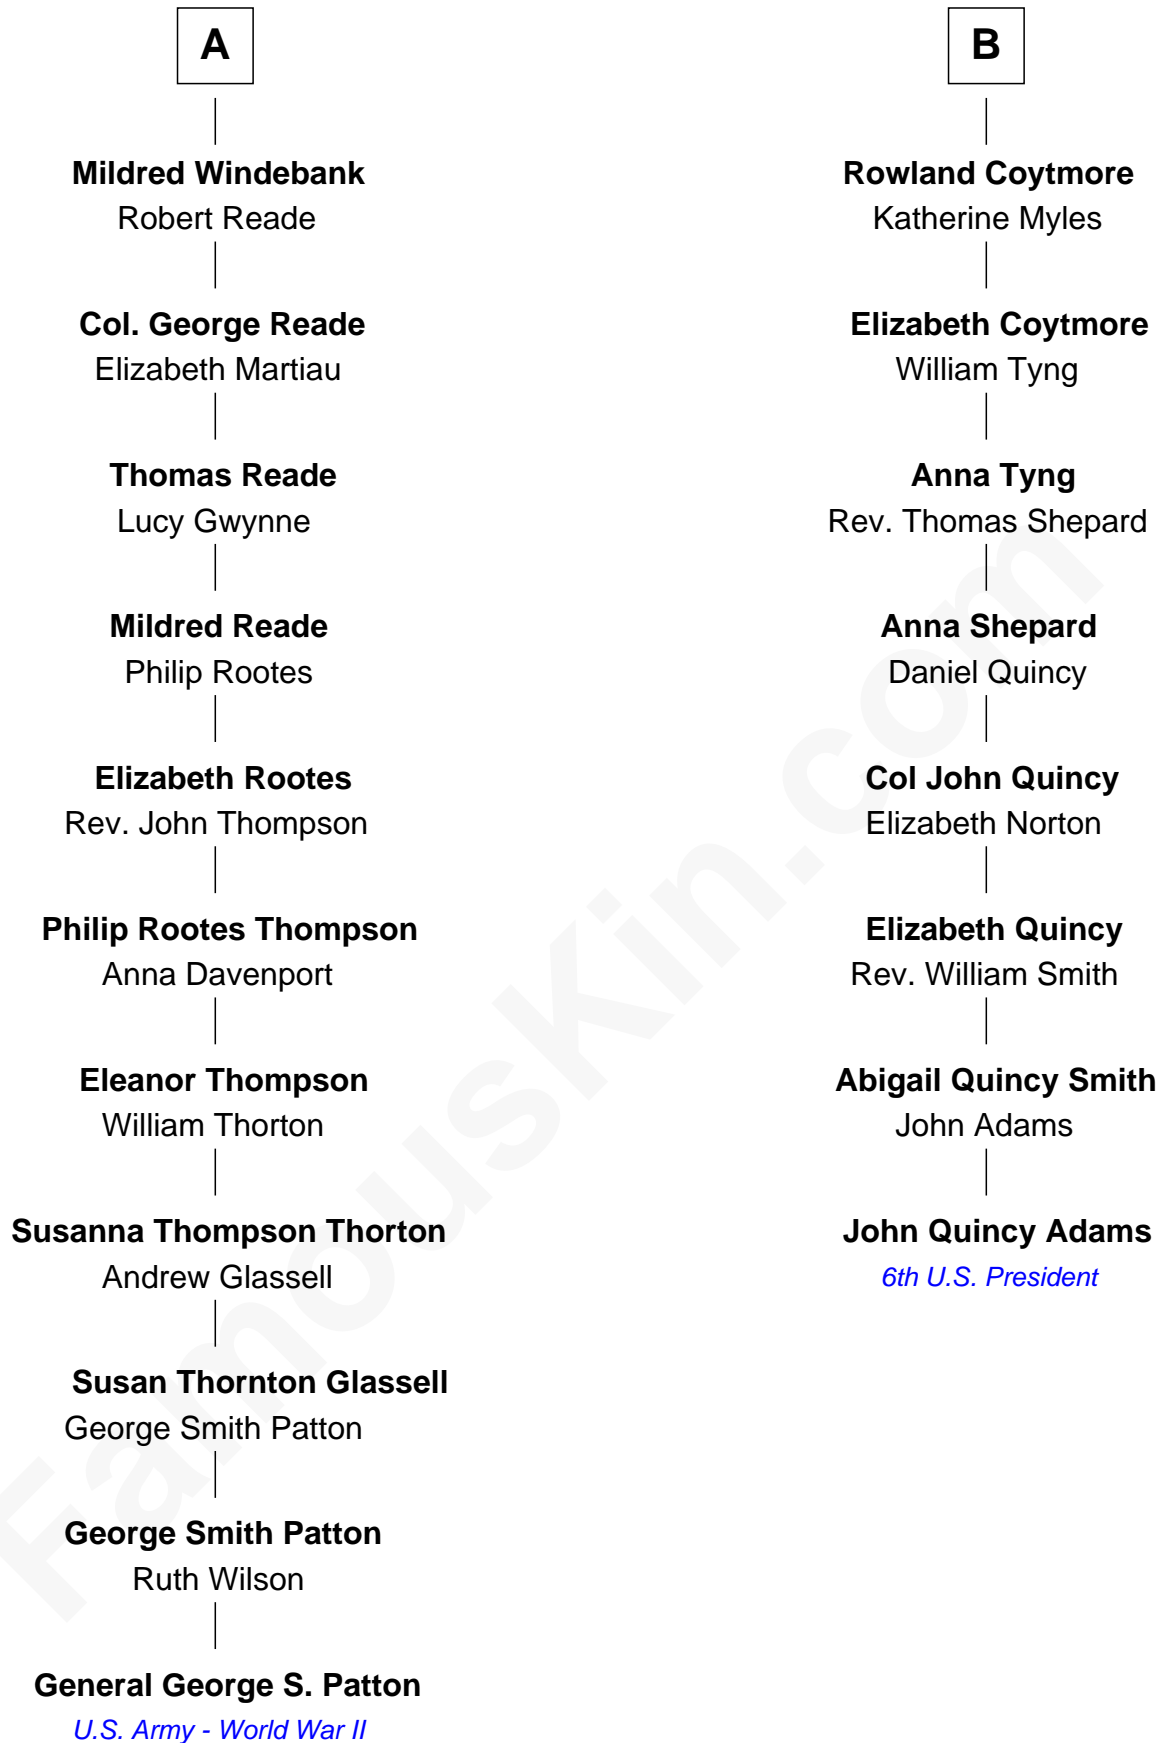 A
Mildred Windebank
Robert Reade
Col. George Reade
Elizabeth Martiau
Thomas Reade
Lucy Gwynne
Mildred Reade
Philip Rootes
Elizabeth Rootes
Rev. John Thompson
Philip Rootes Thompson
Anna Davenport
Eleanor Thompson
William Thorton
Susanna Thompson Thorton
Andrew Glassell
Susan Thornton Glassell
George Smith Patton
George Smith Patton
Ruth Wilson
General George S. Patton
U.S. Army - World War II
B
Rowland Coytmore
Katherine Myles
Elizabeth Coytmore
William Tyng
Anna Tyng
Rev. Thomas Shepard
Anna Shepard
Daniel Quincy
Col John Quincy
Elizabeth Norton
Elizabeth Quincy
Rev. William Smith
Abigail Quincy Smith
John Adams
John Quincy Adams
6th U.S. President
FamousKin.com